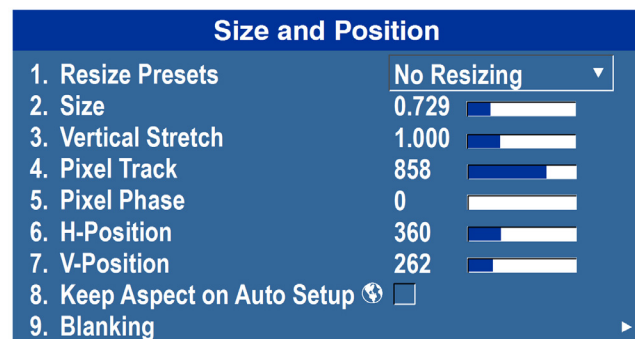 Size and Position
1. Resize Presets No Resizing
2. Size 0.729
3. Vertical Stretch 1.000
4. Pixel Track 858
5. Pixel Phase 0
6. H-Position 360
7. V-Position 262
8. Keep Aspect on Auto Setup
9. Blanking